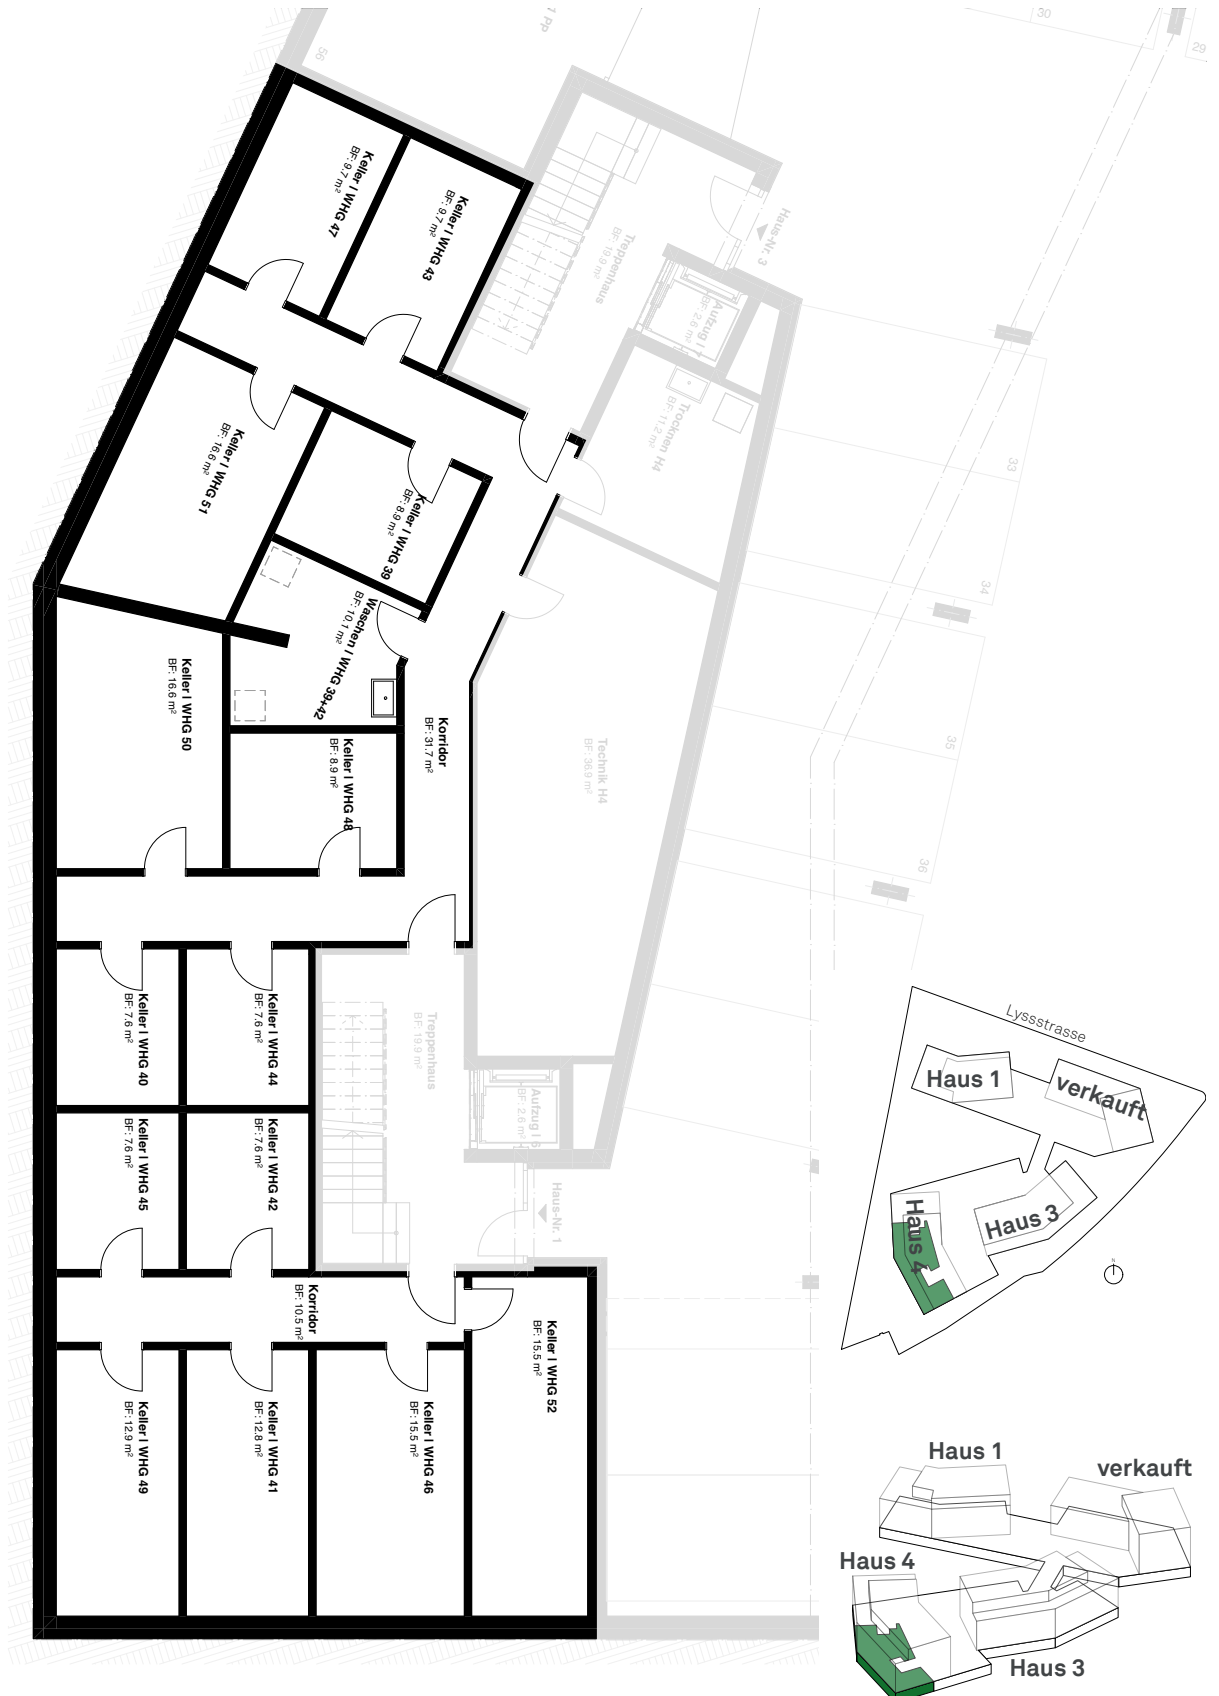 1 PP
30
29
56
Keller I WHG 47
BF: 9.7 m²
Keller I WHG 43
BF: 9.7 m²
Treppenhaus
BF: 19.9 m²
Haus-Nr. 3
Aufzug I 7
BF: 2.6 m²
Trocknen H4
BF: 11.2 m²
33
34
35
36
Keller I WHG 51
BF: 16.6 m²
Keller I WHG 39
BF: 8.9 m²
Waschen I WHG 39+42
BF: 10.1 m²
Keller I WHG 50
BF: 16.6 m²
Keller I WHG 48
BF: 8.9 m²
Korridor
BF: 31.7 m²
Technik H4
BF: 36.9 m²
Keller I WHG 40
BF: 7.6 m²
Keller I WHG 44
BF: 7.6 m²
Treppenhaus
BF: 19.9 m²
Aufzug I 6
BF: 2.6 m²
Keller I WHG 45
BF: 7.6 m²
Keller I WHG 42
BF: 7.6 m²
Haus-Nr. 1
Korridor
BF: 10.5 m²
Keller I WHG 49
BF: 12.9 m²
Keller I WHG 41
BF: 12.8 m²
Keller I WHG 46
BF: 15.5 m²
Keller I WHG 52
BF: 15.5 m²
Lyssstrasse
Haus 1
verkauft
Haus 4
Haus 3
N
Haus 1
verkauft
Haus 4
Haus 3